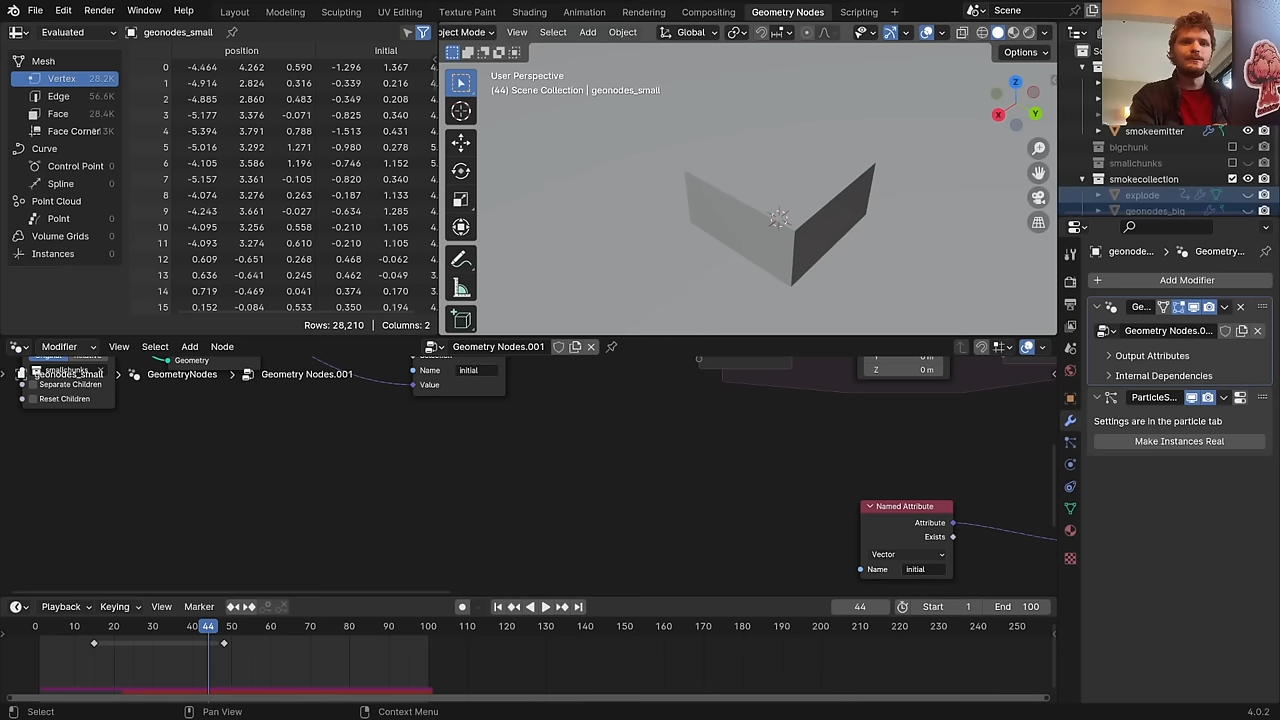 File Edit Render Window Help Layout Modeling Sculpting UV Editing Texture Paint Shading Animation Rendering Compositing Geometry Nodes Scripting + Scene
Evaluated geonodes_small
ject Mode View Select Add Object Global
Options
position Initial
Mesh
Vertex 28.2K
Edge 56.6K
Face 28.4K
Face Corner
Curve
Control Point 0
Spline 0
Point Cloud
Point 0
Volume Grids 0
Instances 0
0 -4.464 4.262 0.590 -1.296 1.367
1 -4.914 2.824 0.316 -0.339 0.216
2 -4.885 2.860 0.483 -0.349 0.208
3 -5.177 3.376 -0.071 -0.825 0.340
4 -5.394 3.791 0.788 -1.513 0.431
5 -5.016 3.292 1.271 -0.980 0.278
6 -4.105 3.586 1.196 -0.746 1.152
7 -5.157 3.361 -0.105 -0.820 0.340
8 -4.074 3.276 0.263 -0.187 1.133
9 -4.243 3.661 -0.027 -0.634 1.285
10 -4.095 3.256 0.558 -0.210 1.105
11 -4.093 3.274 0.610 -0.210 1.105
12 0.609 -0.651 0.268 0.468 -0.062
13 0.636 -0.641 0.245 0.462 -0.049
14 0.719 -0.469 0.041 0.374 0.170
15 0.152 -0.084 0.533 0.350 0.194
Rows: 28,210 | Columns: 2
User Perspective
(44) Scene Collection | geonodes_small
Z
Y
X
smokeemitter
bigchunk
smallchunks
smokecollection
explode
geonodes_big
geonode... Geometry...
Add Modifier
Ge...
Geometry Nodes.0...
Output Attributes
Internal Dependencies
ParticleS...
Settings are in the particle tab
Make Instances Real
Modifier View Select Add Node Geometry Nodes.001
Geometry
geonodes_small GeometryNodes Geometry Nodes.001
Separate Children
Reset Children
Name initial
Value
Z 0 m
Named Attribute
Attribute
Exists
Vector
Name initial
Playback Keying View Marker 44 Start 1 End 100
0 10 20 30 40 44 50 60 70 80 90 100 110 120 130 140 150 160 170 180 190 200 210 220 230 240 250
Select Pan View Context Menu 4.0.2